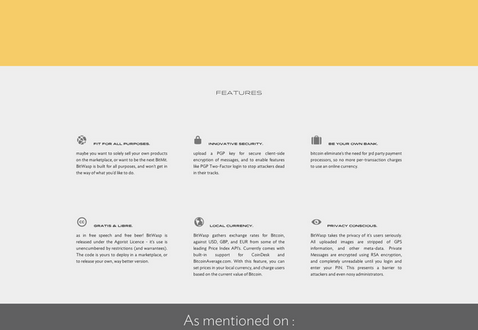 FEATURES
FIT FOR ALL PURPOSES.
maybe you want to solely sell your own products
on the marketplace, or want to be the next BitMit.
BitWasp is built for all purposes, and won't get in
the way of what you'd like to do.
INNOVATIVE SECURITY.
upload a PGP key for secure client-side
encryption of messages, and to enable features
like PGP Two-Factor login to stop attackers dead
in their tracks.
BE YOUR OWN BANK.
bitcoin eliminate's the need for prd party payment
processors, so no more per-transaction charges
to use an online currency.
GRATIS & LIBRE.
as in free speech and free beer! BitWasp is
released under the Agorist Licence - it's use is
unencumbered by restrictions (and warranties).
The code is yours to deploy in a marketplace, or
to release your own, way better version.
LOCAL CURRENCY.
BitWasp gathers exchange rates for Bitcoin,
against USD, GBP, and EUR from some of the
leading Price Index API's. Currently comes with
built-in support for CoinDesk and
BitcoinAverage.com. With this feature, you can
set prices in your local currency, and charge users
based on the current value of Bitcoin.
PRIVACY CONSCIOUS.
BitWasp takes the privacy of it's users seriously.
All uploaded images are stripped of GPS
information, and other meta-data. Private
Messages are encrypted using RSA encryption,
and completely unreadable until you login and
enter your PIN. This presents a barrier to
attackers and even nosy administrators.
As mentioned on :